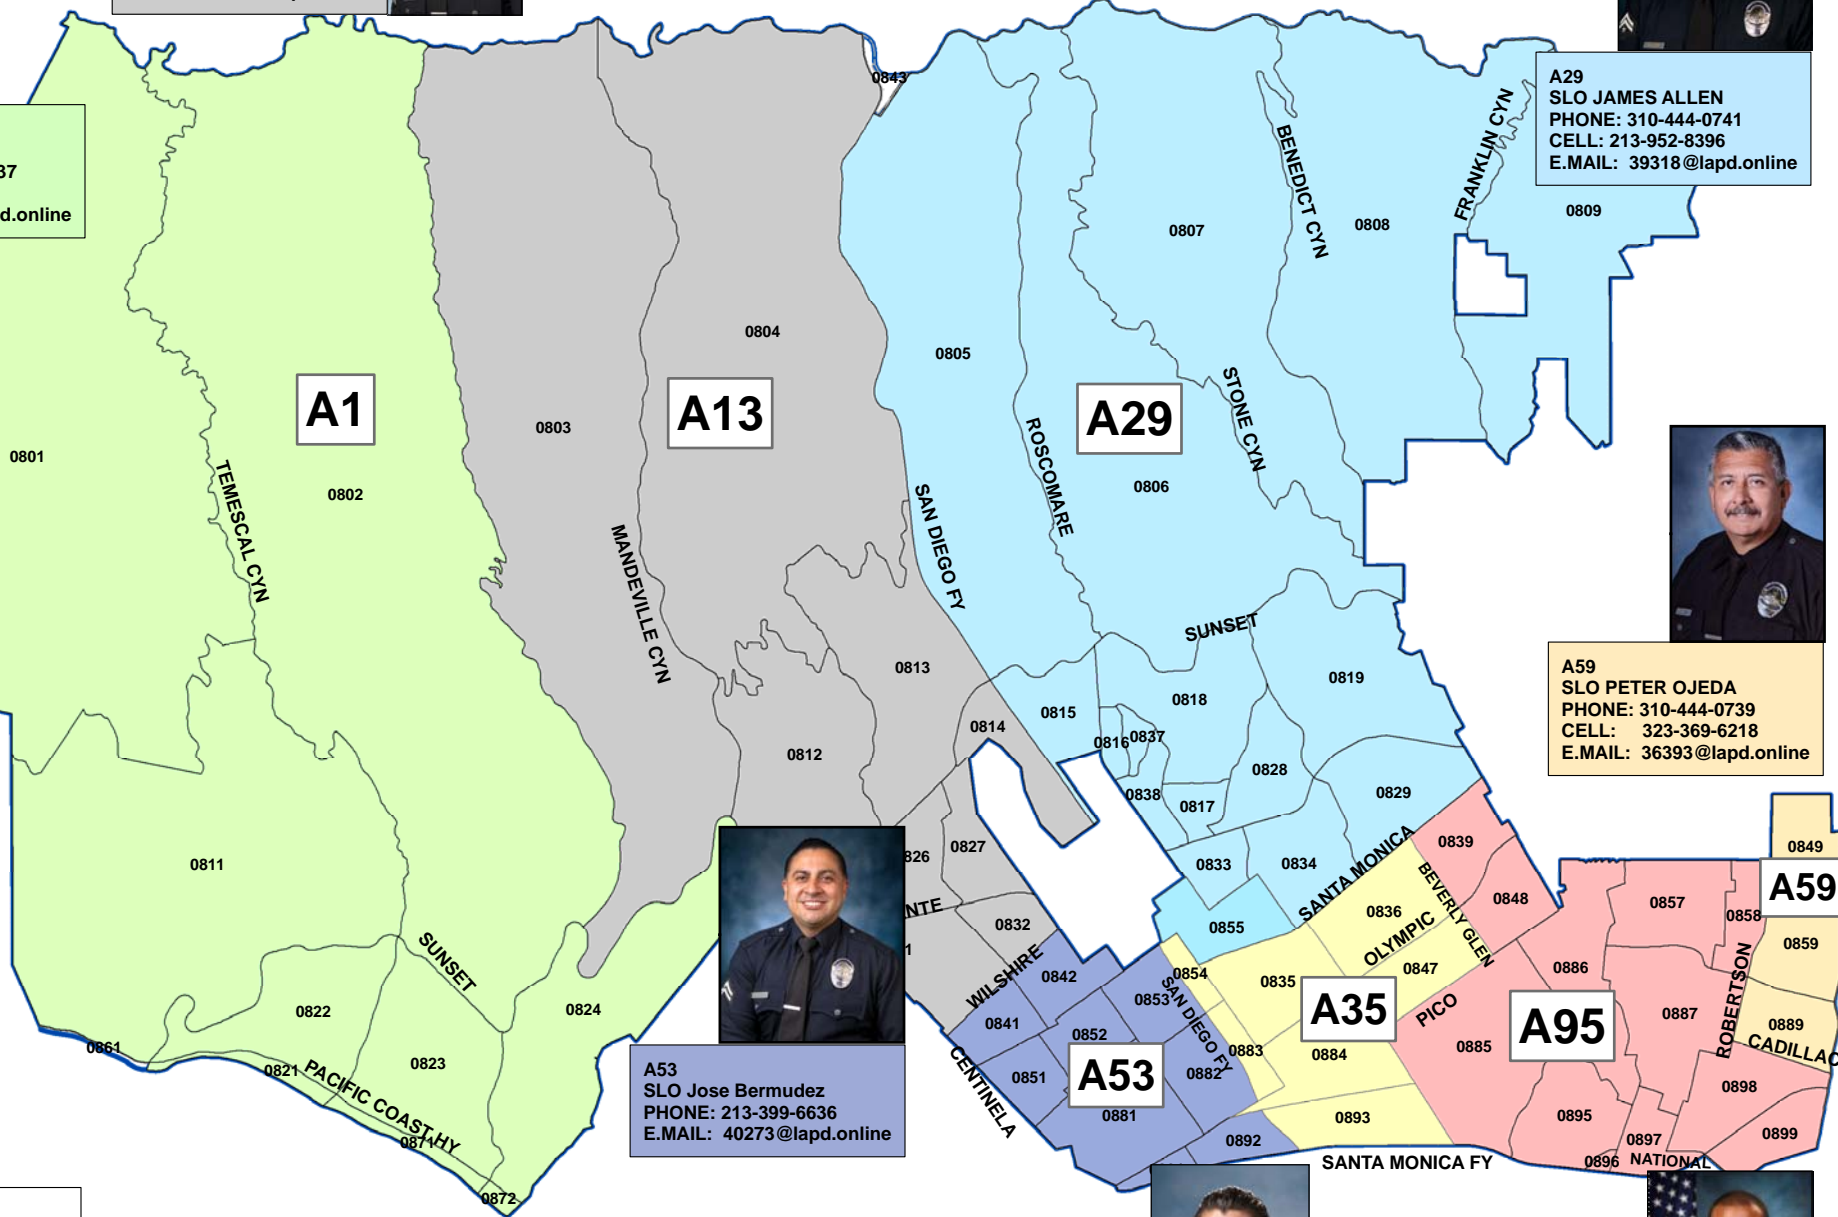 0843
A29
SLO JAMES ALLEN
PHONE: 310-444-0741
CELL: 213-952-8396
E.MAIL: 39318@lapd.online
FRANKLIN CYN
37
d.online
BENEDICT CYN
0809
0807
0808
0804
0805
A1
A13
A29
0803
0801
STONE CYN
ROSCOMARE
0802
0806
TEMESCAL CYN
SAN DIEGO FY
MANDEVILLE CYN
SUNSET
0813
0819
0818
0815
0814
0816
0837
0812
0828
0838
0817
0829
A59
SLO PETER OJEDA
PHONE: 310-444-0739
CELL: 323-369-6218
E.MAIL: 36393@lapd.online
0811
826
0827
0833
0834
SANTA MONICA
0839
0849
A59
NTE
0832
0855
0836
BEVERLY GLEN
0848
0857
0858
1
WILSHIRE
0842
0854
OLYMPIC
0859
SUNSET
0835
0847
0886
0853
SAN DIEGO FY
ROBERTSON
0822
0824
0841
A35
PICO
A95
0887
0889
0861
0852
0883
0884
0885
CADILLAC
0821
0823
0851
A53
0882
0898
PACIFIC COAST HY
CENTINELA
0881
0893
0895
0871
0892
0897
0899
0872
SANTA MONICA FY
0896
NATIONAL
A53
SLO Jose Bermudez
PHONE: 213-399-6636
E.MAIL: 40273@lapd.online